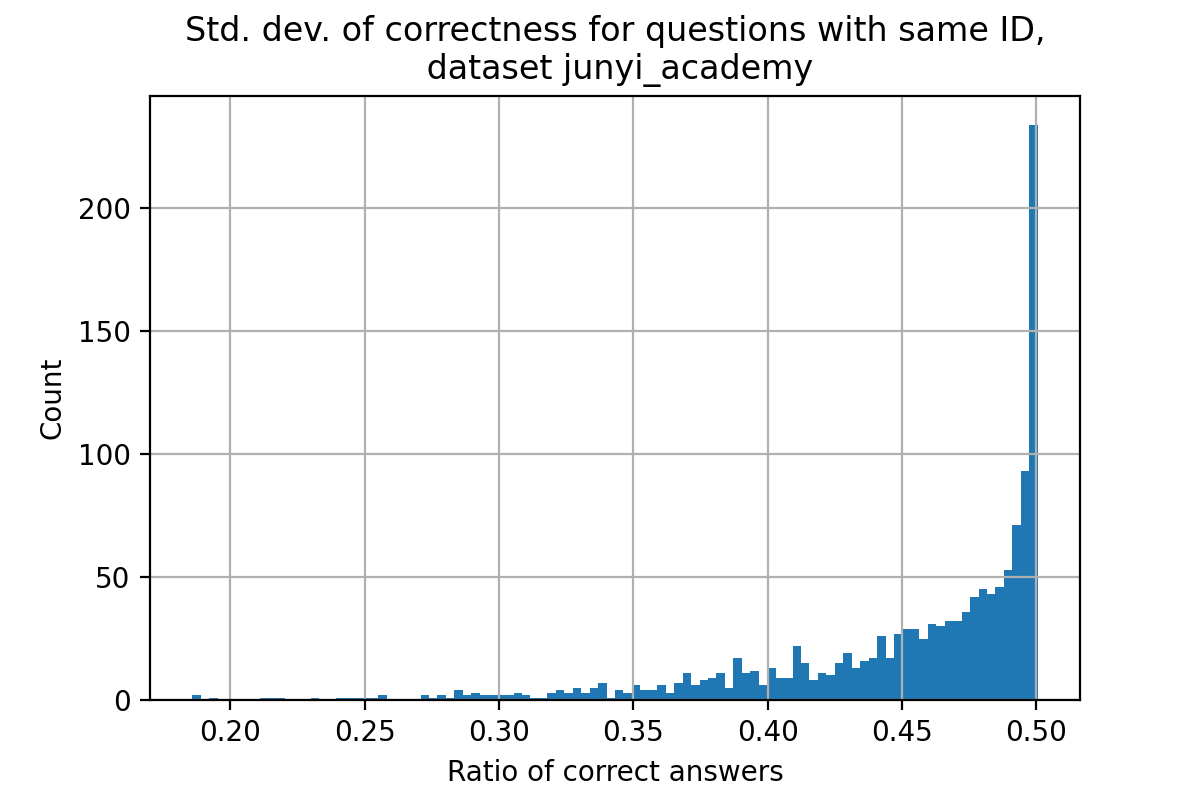 Std. dev. of correctness for questions with same ID,
dataset junyi_academy
200
150
100
50
0
Count
0.20 0.25 0.30 0.35 0.40 0.45 0.50
Ratio of correct answers